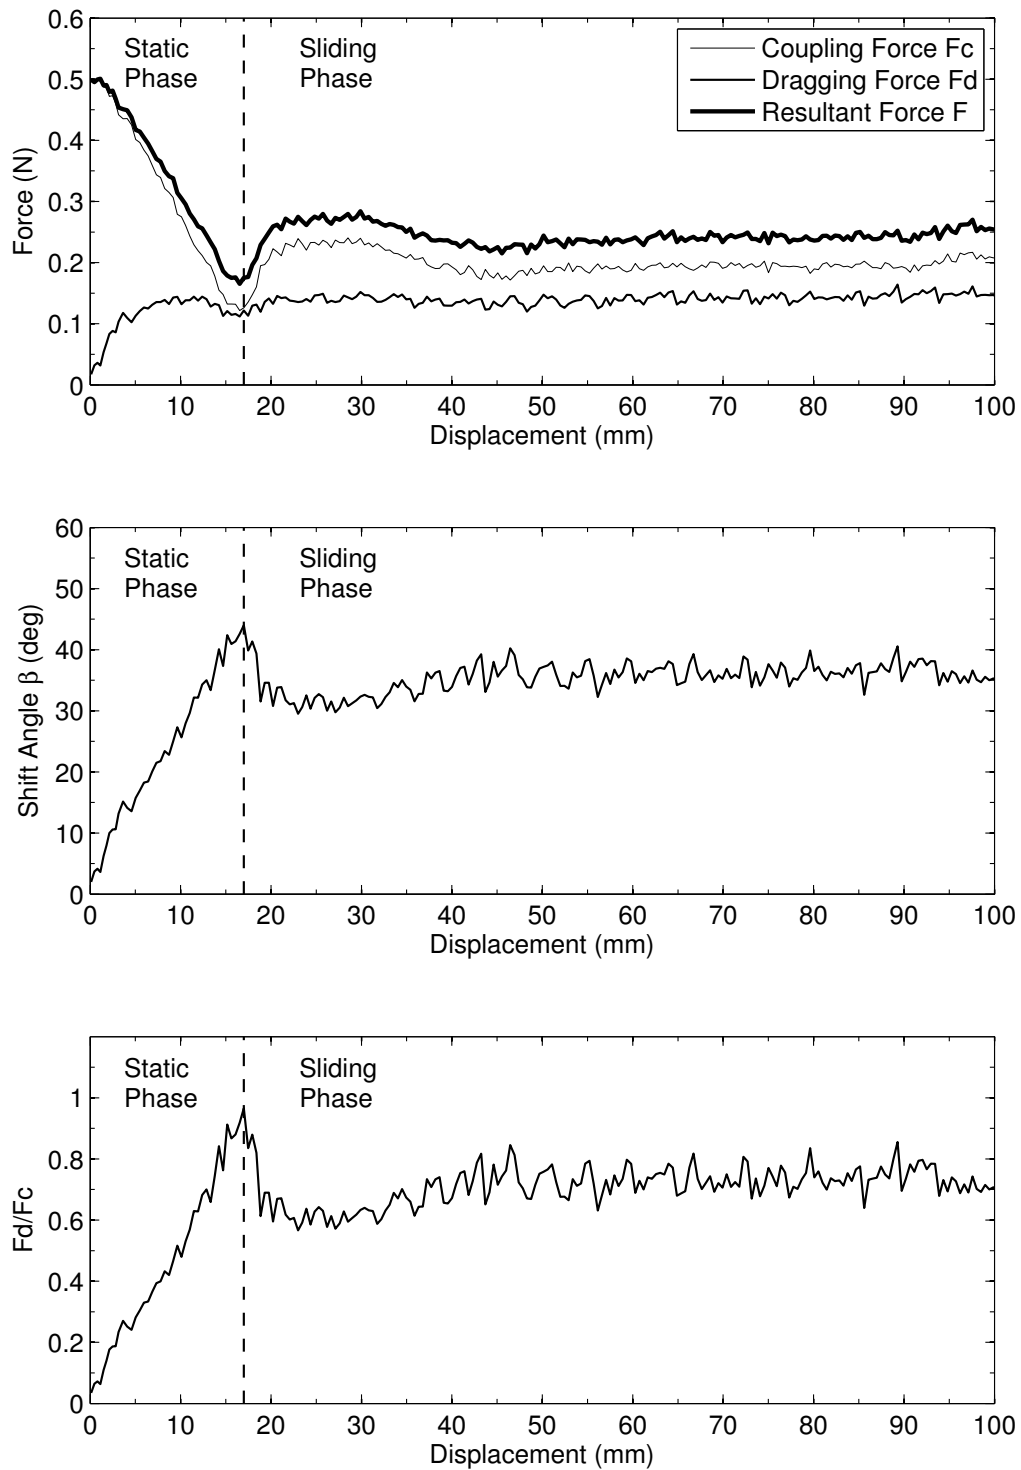 0.6
0.5
0.4
0.3
0.2
0.1
0
Force (N)
Static
Phase
Sliding
Phase
Coupling Force Fc
Dragging Force Fd
Resultant Force F
0 10 20 30 40 50 60 70 80 90 100
Displacement (mm)
60
50
40
30
20
10
0
Shift Angle β (deg)
Static
Phase
Sliding
Phase
0 10 20 30 40 50 60 70 80 90 100
Displacement (mm)
1
0.8
0.6
0.4
0.2
0
Fd/Fc
Static
Phase
Sliding
Phase
0 10 20 30 40 50 60 70 80 90 100
Displacement (mm)